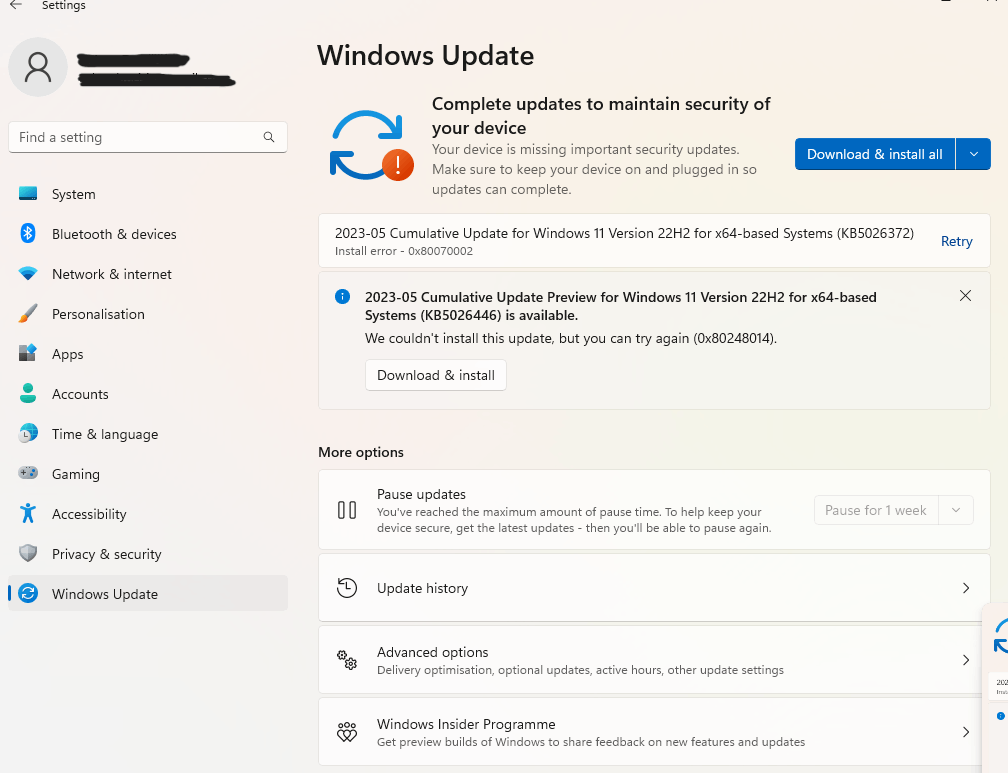 Settings
Windows Update
Find a setting
System
Bluetooth & devices
Network & internet
Personalisation
Apps
Accounts
Time & language
Gaming
Accessibility
Privacy & security
Windows Update
Complete updates to maintain security of
your device
Your device is missing important security updates.
Make sure to keep your device on and plugged in so
updates can complete.
Download & install all
2023-05 Cumulative Update for Windows 11 Version 22H2 for x64-based Systems (KB5026372)
Install error - 0x80070002
Retry
2023-05 Cumulative Update Preview for Windows 11 Version 22H2 for x64-based
Systems (KB5026446) is available.
We couldn't install this update, but you can try again (0x80248014).
Download & install
More options
Pause updates
You've reached the maximum amount of pause time. To help keep your
device secure, get the latest updates - then you'll be able to pause again.
Pause for 1 week
Update history
Advanced options
Delivery optimisation, optional updates, active hours, other update settings
Windows Insider Programme
Get preview builds of Windows to share feedback on new features and updates